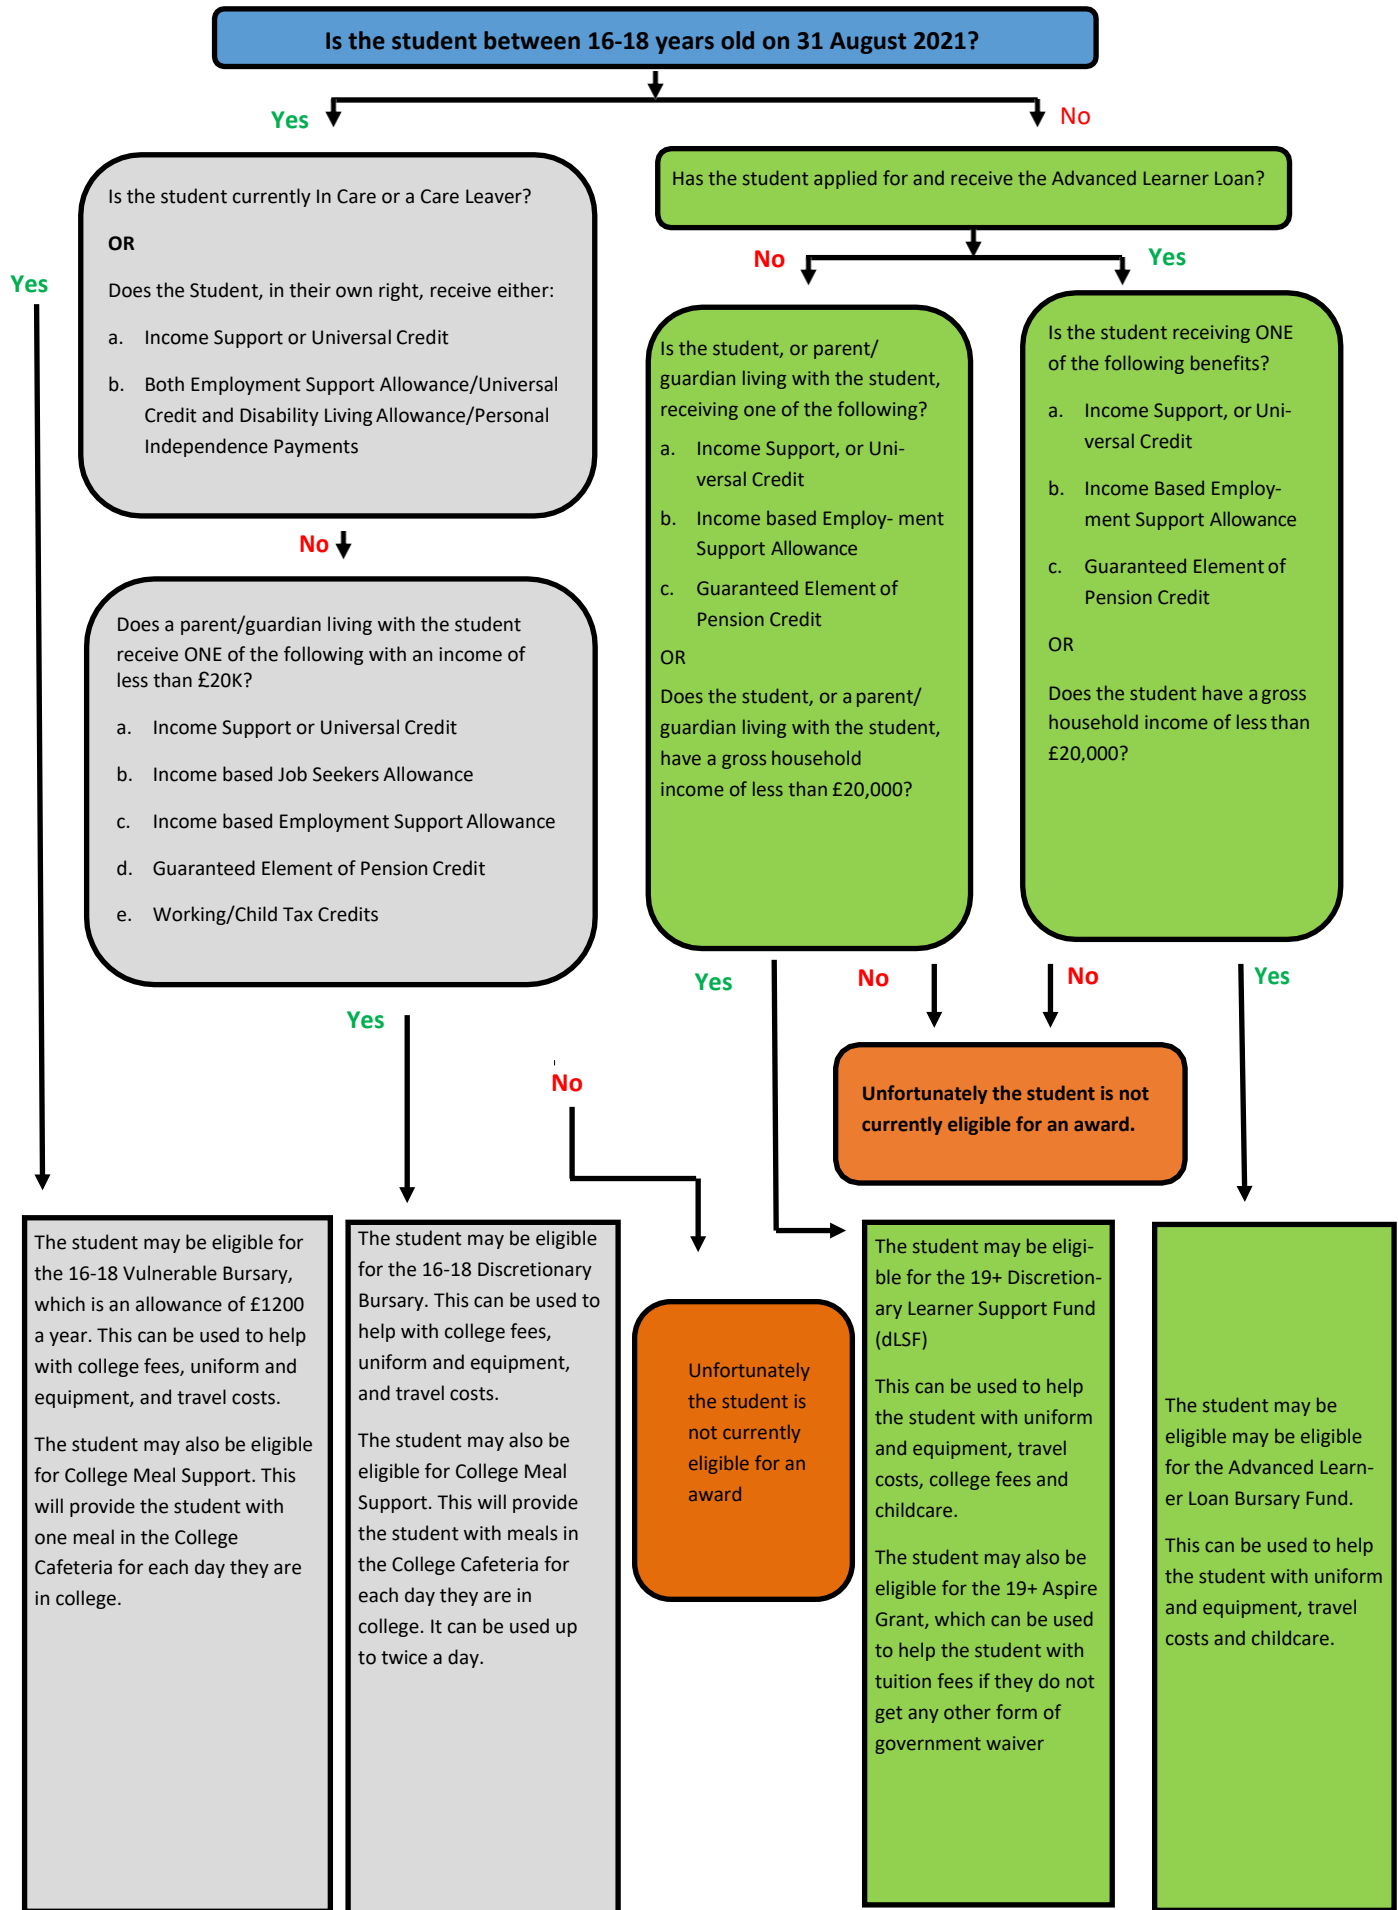 Is the student between 16-18 years old on 31 August 2021?
Yes
No
Is the student currently In Care or a Care Leaver?
OR
Does the Student, in their own right, receive either:
a. Income Support or Universal Credit
b. Both Employment Support Allowance/Universal
Credit and Disability Living Allowance/Personal
Independence Payments
Has the student applied for and receive the Advanced Learner Loan?
No
Yes
Yes
Is the student, or parent/
guardian living with the student,
receiving one of the following?
a. Income Support, or Uni-
versal Credit
b. Income based Employ- ment
Support Allowance
c. Guaranteed Element of
Pension Credit
OR
Does the student, or a parent/
guardian living with the student,
have a gross household
income of less than £20,000?
Is the student receiving ONE
of the following benefits?
a. Income Support, or Uni-
versal Credit
b. Income Based Employ-
ment Support Allowance
c. Guaranteed Element of
Pension Credit
OR
Does the student have a gross
household income of less than
£20,000?
No
Does a parent/guardian living with the student
receive ONE of the following with an income of
less than £20K?
a. Income Support or Universal Credit
b. Income based Job Seekers Allowance
c. Income based Employment Support Allowance
d. Guaranteed Element of Pension Credit
e. Working/Child Tax Credits
Yes
No
No
Yes
Yes
No
Unfortunately the student is not
currently eligible for an award.
The student may be eligible for
the 16-18 Vulnerable Bursary,
which is an allowance of £1200
a year. This can be used to help
with college fees, uniform and
equipment, and travel costs.
The student may also be eligible
for College Meal Support. This
will provide the student with
one meal in the College
Cafeteria for each day they are
in college.
The student may be eligible
for the 16-18 Discretionary
Bursary. This can be used to
help with college fees,
uniform and equipment,
and travel costs.
The student may also be
eligible for College Meal
Support. This will provide
the student with meals in
the College Cafeteria for
each day they are in
college. It can be used up
to twice a day.
Unfortunately
the student is
not currently
eligible for an
award
The student may be eligi-
ble for the 19+ Discretion-
ary Learner Support Fund
(dLSF)
This can be used to help
the student with uniform
and equipment, travel
costs, college fees and
childcare.
The student may also be
eligible for the 19+ Aspire
Grant, which can be used
to help the student with
tuition fees if they do not
get any other form of
government waiver
The student may be
eligible may be eligible
for the Advanced Learn-
er Loan Bursary Fund.
This can be used to help
the student with uniform
and equipment, travel
costs and childcare.